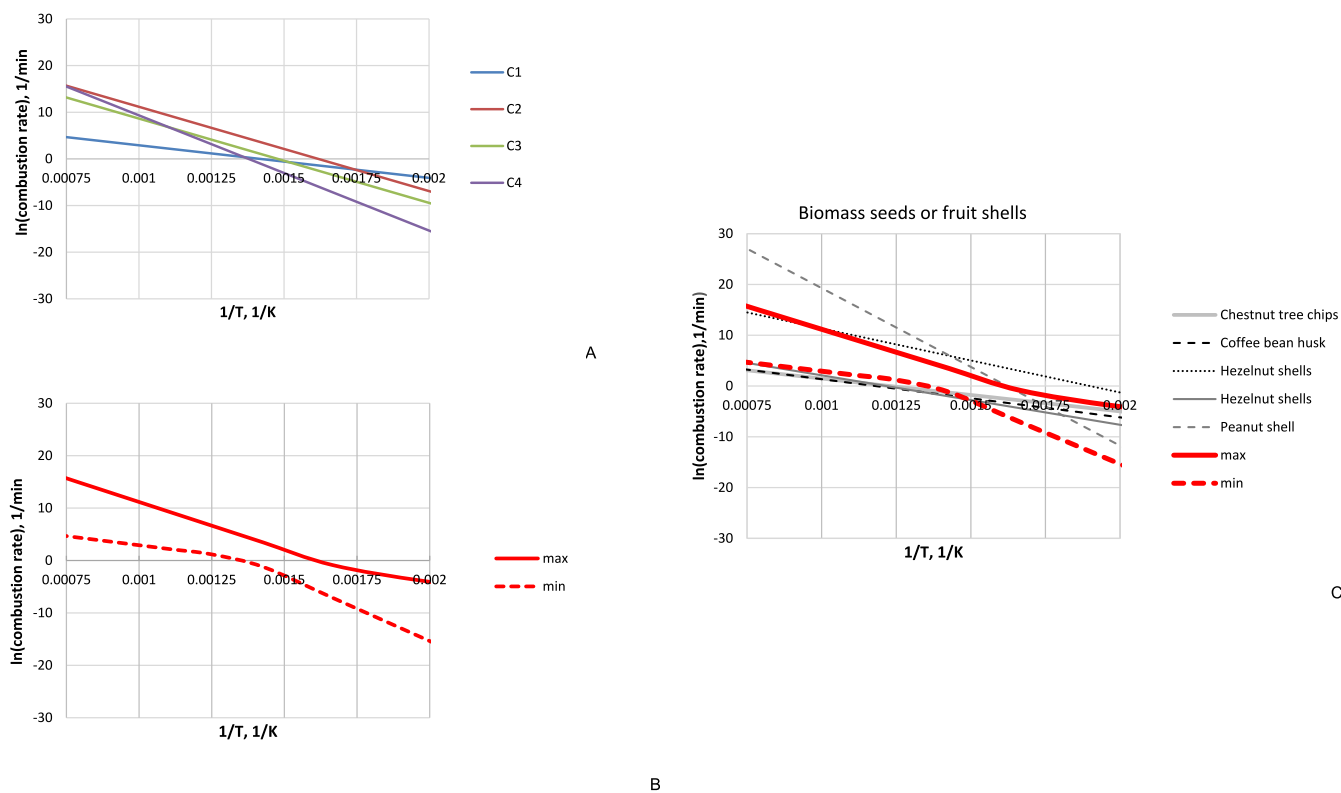 30
20
10
0
-10
-20
-30
0.00075 0.001 0.00125 0.0015 0.00175 0.002
ln(combustion rate), 1/min
1/T, 1/K
C1
C2
C3
C4
A
30
20
10
0
-10
-20
-30
0.00075 0.001 0.00125 0.0015 0.00175 0.002
ln(combustion rate), 1/min
1/T, 1/K
max
min
B
Biomass seeds or fruit shells
30
20
10
0
-10
-20
-30
0.00075 0.001 0.00125 0.0015 0.00175 0.002
ln(combustion rate),1/min)
1/T, 1/K
Chestnut tree chips
Coffee bean husk
Hezelnut shells
Hezelnut shells
Peanut shell
max
min
C